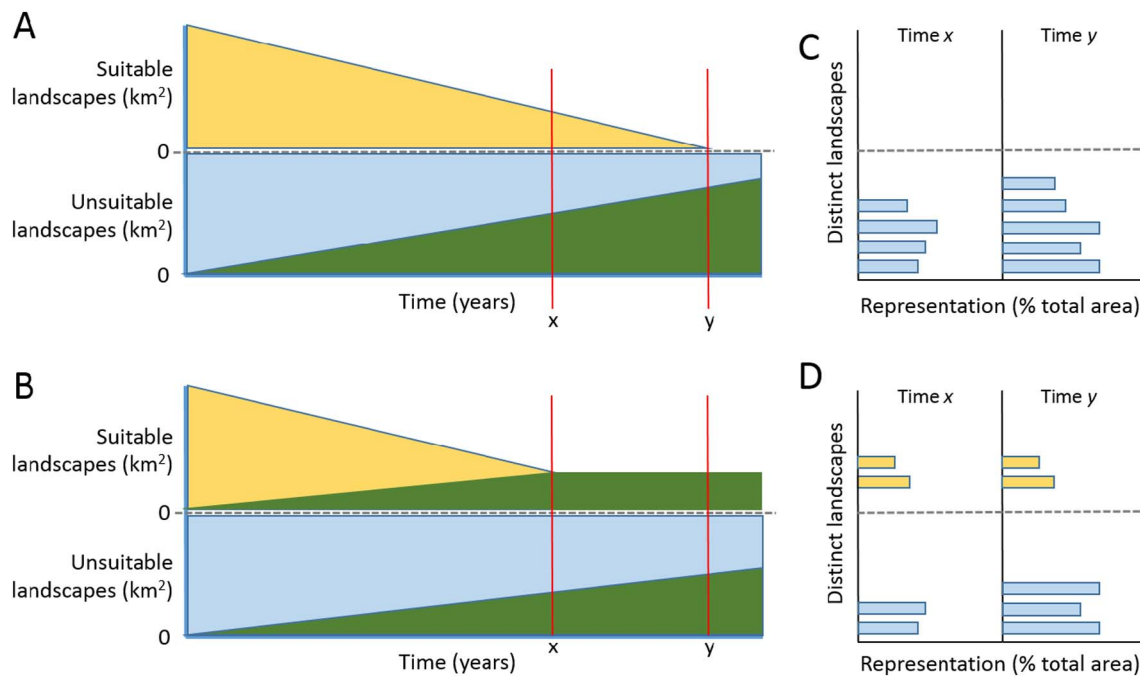 A
Suitable
landscapes (km²)
0
Unsuitable
landscapes (km²)
0
Time (years)
x
y
C
Time x
Time y
Distinct landscapes
Representation (% total area)
B
Suitable
landscapes (km²)
0
Unsuitable
landscapes (km²)
0
Time (years)
x
y
D
Time x
Time y
Distinct landscapes
Representation (% total area)